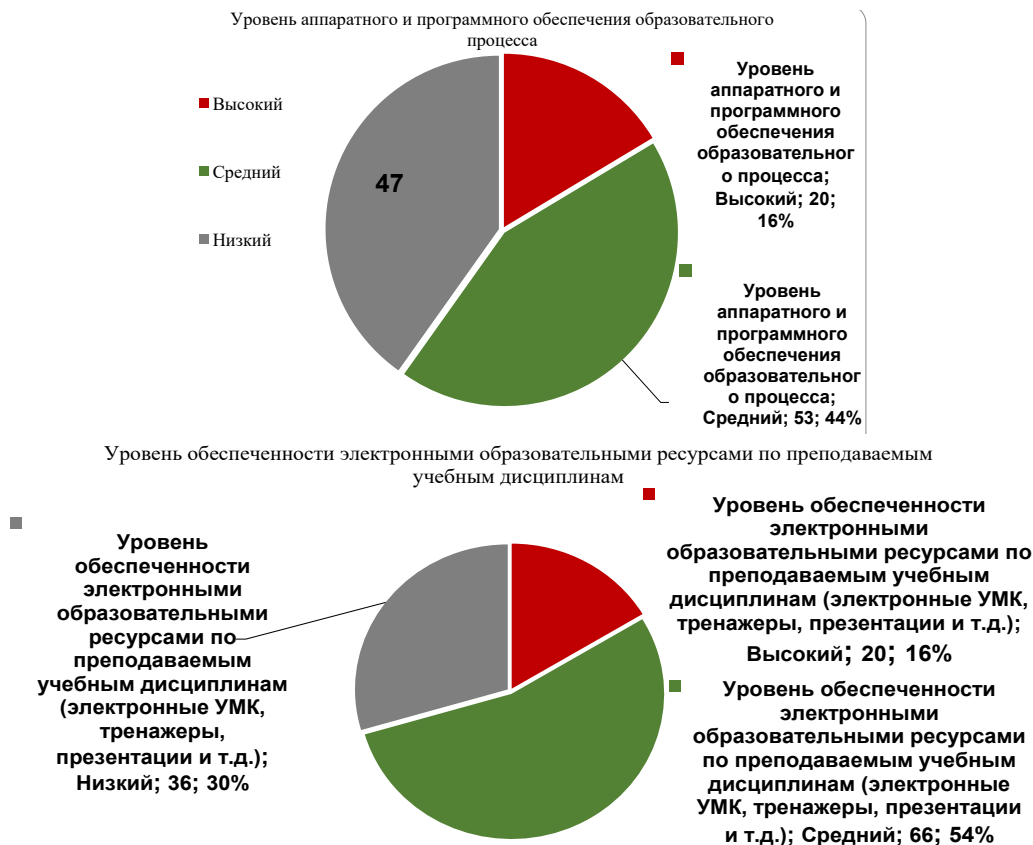 Уровень аппаратного и программного обеспечения образовательного
процесса
Высокий
Средний
Низкий
47
Уровень
аппаратного и
программного
обеспечения
образовательног
о процесса;
Высокий; 20;
16%
Уровень
аппаратного и
программного
обеспечения
образовательног
о процесса;
Средний; 53; 44%
Уровень обеспеченности электронными образовательными ресурсами по преподаваемым
учебным дисциплинам
Уровень
обеспеченности
электронными
образовательными
ресурсами по
преподаваемым
учебным дисциплинам
(электронные УМК,
тренажеры,
презентации и т.д.);
Низкий; 36; 30%
Уровень обеспеченности
электронными
образовательными ресурсами по
преподаваемым учебным
дисциплинам (электронные УМК,
тренажеры, презентации и т.д.);
Высокий; 20; 16%
Уровень обеспеченности
электронными
образовательными ресурсами
по преподаваемым учебным
дисциплинам (электронные
УМК, тренажеры, презентации
и т.д.); Средний; 66; 54%